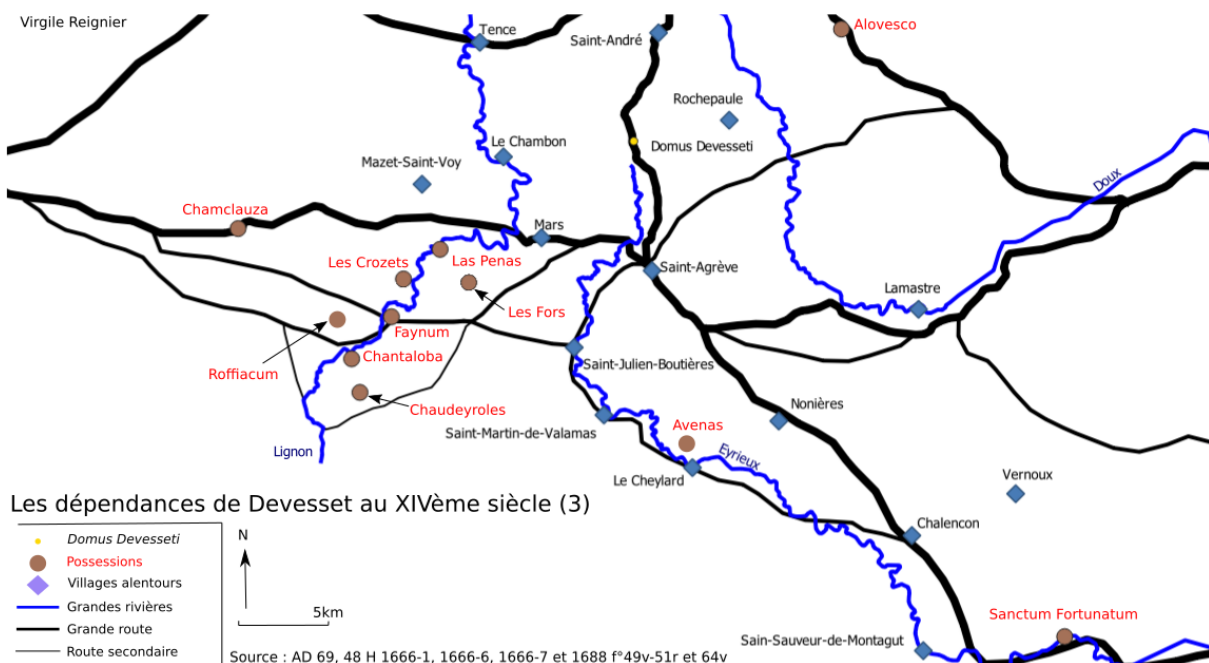 Virgile Reignier
Tence
Saint-André
Alovesco
Rochepaule
Le Chambon
Domus Devesseti
Mazet-Saint-Voy
Doux
Chamclauza
Mars
Les Crozets
Las Penas
Saint-Agrève
Les Fors
Lamastre
Faynum
Roffiacum
Chantaloba
Saint-Julien-Boutières
Chaudeyroles
Nonières
Avenas
Saint-Martin-de-Valamas
Lignon
Eyrieux
Le Cheylard
Vernoux
Les dépendances de Devesset au XIVème siècle (3)
Chalencon
Domus Devesseti
N
Possessions
Villages alentours
Grandes rivières
5km
Sanctum Fortunatum
Grande route
Sain-Sauveur-de-Montagut
Route secondaire
Source : AD 69, 48 H 1666-1, 1666-6, 1666-7 et 1688 f°49v-51r et 64v